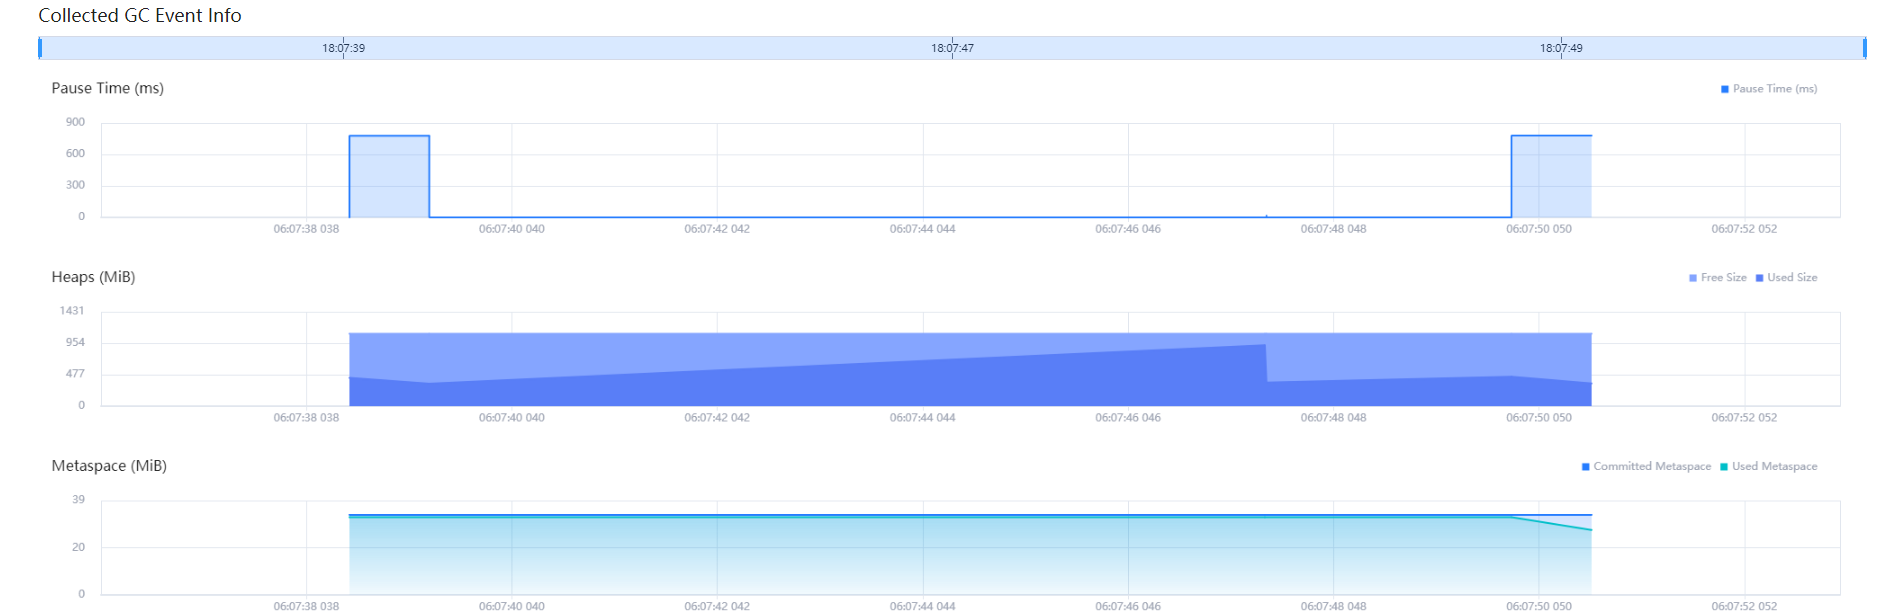 Collected GC Event Info
18:07:39 18:07:47 18:07:49
Pause Time (ms)
Pause Time (ms)
900
600
300
0
06:07:38 038 06:07:40 040 06:07:42 042 06:07:44 044 06:07:46 046 06:07:48 048 06:07:50 050 06:07:52 052
Heaps (MiB)
Free Size Used Size
1431
954
477
0
06:07:38 038 06:07:40 040 06:07:42 042 06:07:44 044 06:07:46 046 06:07:48 048 06:07:50 050 06:07:52 052
Metaspace (MiB)
Committed Metaspace Used Metaspace
39
20
0
06:07:38 038 06:07:40 040 06:07:42 042 06:07:44 044 06:07:46 046 06:07:48 048 06:07:50 050 06:07:52 052